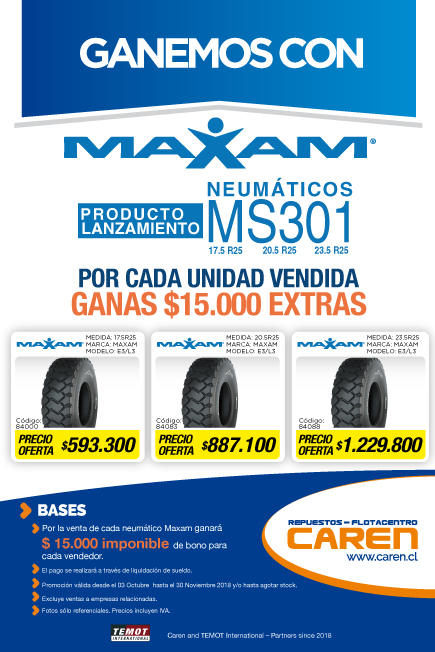 GANEMOS CON
MAXAM®
NEUMÁTICOS
PRODUCTO
LANZAMIENTO
MS301
17.5 R25 20.5 R25 23.5 R25
POR CADA UNIDAD VENDIDA
GANAS $15.000 EXTRAS
MAXAM
MEDIDA: 17.5R25
MARCA: MAXAM
MODELO: E3/L3
Código:
84000
PRECIO
OFERTA
$593.300
MAXAM
MEDIDA: 20.5R25
MARCA: MAXAM
MODELO: E3/L3
Código:
84083
PRECIO
OFERTA
$887.100
MAXAM
MEDIDA: 23.5R25
MARCA: MAXAM
MODELO: E3/L3
Código:
84088
PRECIO
OFERTA
$1.229.800
BASES
Por la venta de cada neumático Maxam ganará
$ 15.000 imponible de bono para
cada vendedor.
El pago se realizará a través de liquidación de sueldo.
Promoción válida desde el 03 Octubre hasta el 30 Noviembre 2018 y/o hasta agotar stock.
Excluye ventas a empresas relacionadas.
Fotos sólo referenciales. Precios incluyen IVA.
REPUESTOS - FLOTACENTRO
CAREN
www.caren.cl
TEMOT
INTERNATIONAL
Caren and TEMOT International – Partners since 2018